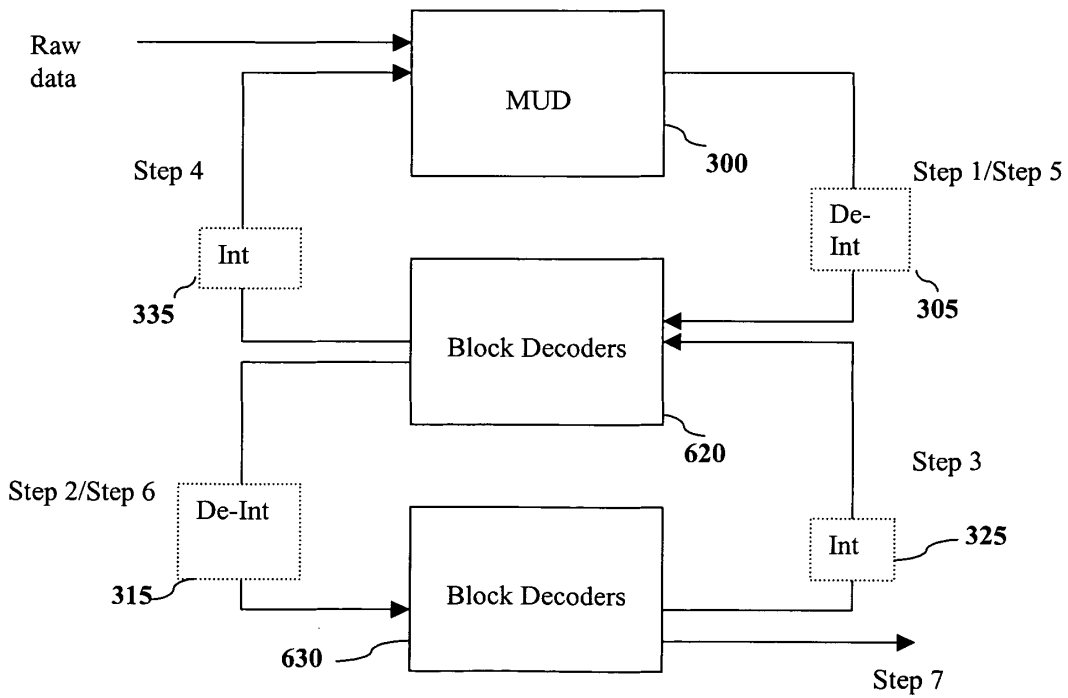 Raw
data
MUD
300
Step 4
Step 1/Step 5
De-
Int
Int
305
335
Block Decoders
620
Step 3
Step 2/Step 6
De-Int
325
Int
315
Block Decoders
630
Step 7